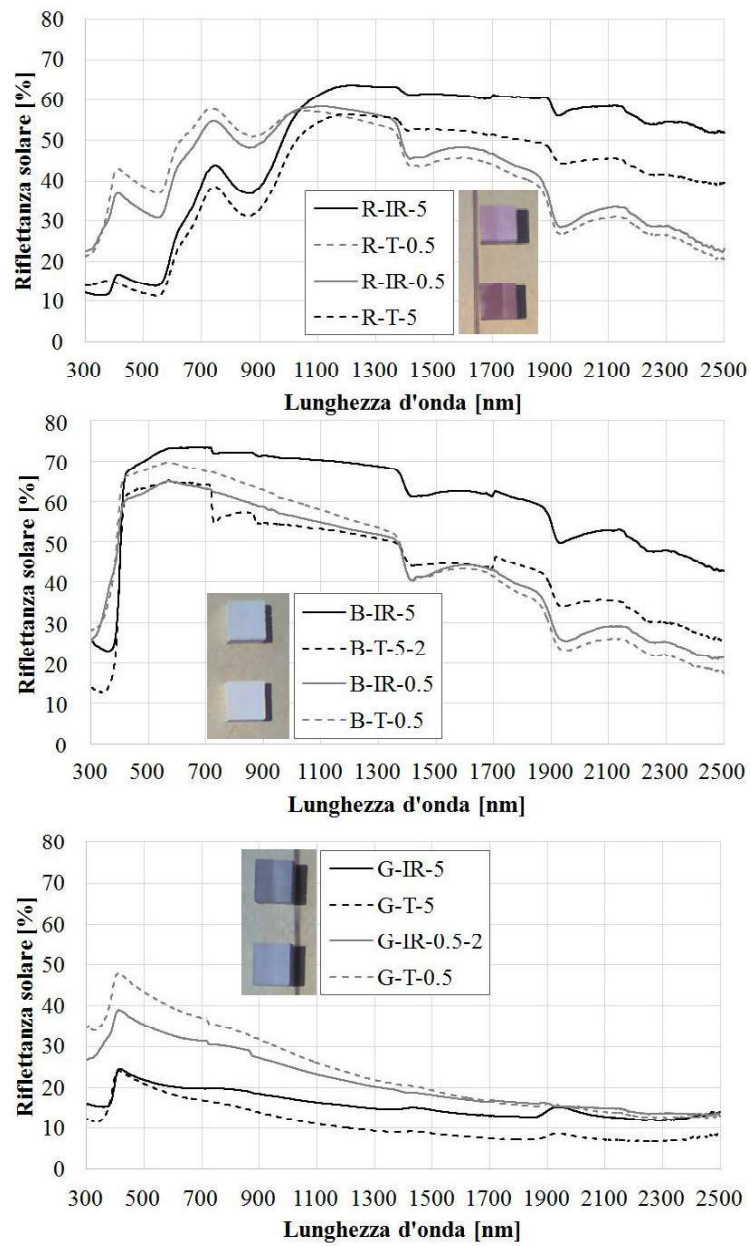 Riflettanza solare [%]
80
70
60
50
40
30
20
10
0
R-IR-5
R-T-0.5
R-IR-0.5
R-T-5
300 500 700 900 1100 1300 1500 1700 1900 2100 2300 2500
Lunghezza d'onda [nm]
Riflettanza solare [%]
80
70
60
50
40
30
20
10
0
B-IR-5
B-T-5-2
B-IR-0.5
B-T-0.5
300 500 700 900 1100 1300 1500 1700 1900 2100 2300 2500
Lunghezza d'onda [nm]
Riflettanza solare [%]
80
70
60
50
40
30
20
10
0
G-IR-5
G-T-5
G-IR-0.5-2
G-T-0.5
300 500 700 900 1100 1300 1500 1700 1900 2100 2300 2500
Lunghezza d'onda [nm]